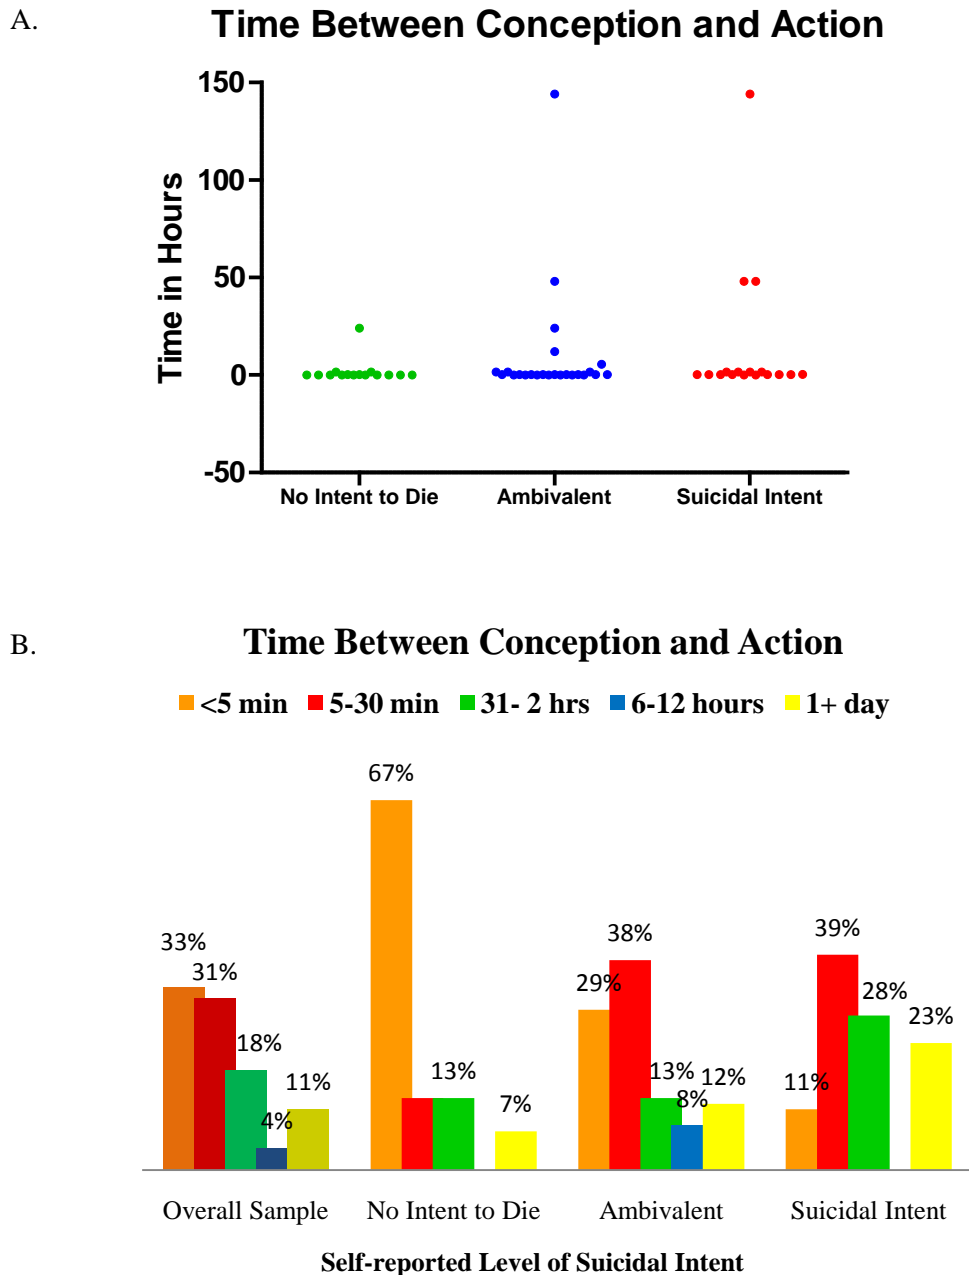 A.
Time Between Conception and Action
Time in Hours
150
100
50
0
-50
No Intent to Die Ambivalent Suicidal Intent
B.
Time Between Conception and Action
<5 min 5-30 min 31- 2 hrs 6-12 hours 1+ day
33% 31% 18% 4% 11%
67% 13% 7%
29% 38% 13% 8% 12%
11% 39% 28% 23%
Overall Sample No Intent to Die Ambivalent Suicidal Intent
Self-reported Level of Suicidal Intent